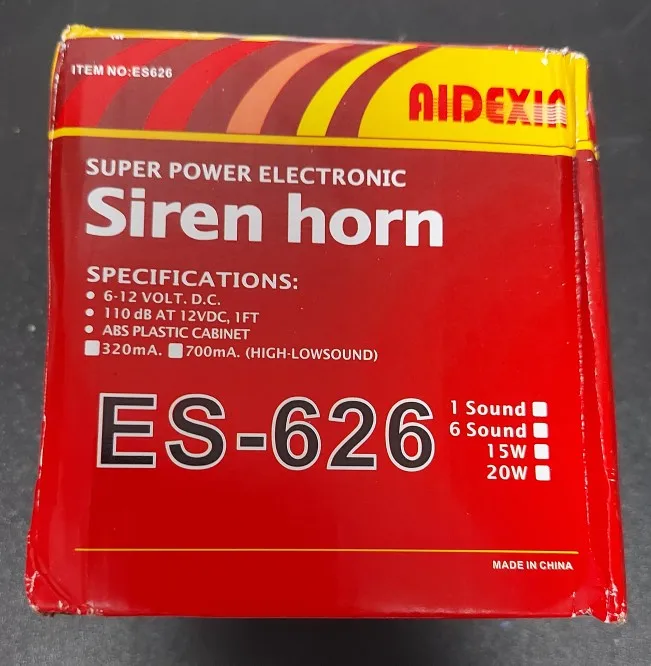 ITEM NO:ES626
AIDEXIN
SUPER POWER ELECTRONIC
Siren horn
SPECIFICATIONS:
• 6-12 VOLT. D.C.
• 110 dB AT 12VDC, 1FT
• ABS PLASTIC CABINET
320mA. 700mA. (HIGH-LOWSOUND)
ES-626
1 Sound
6 Sound
15W
20W
MADE IN CHINA